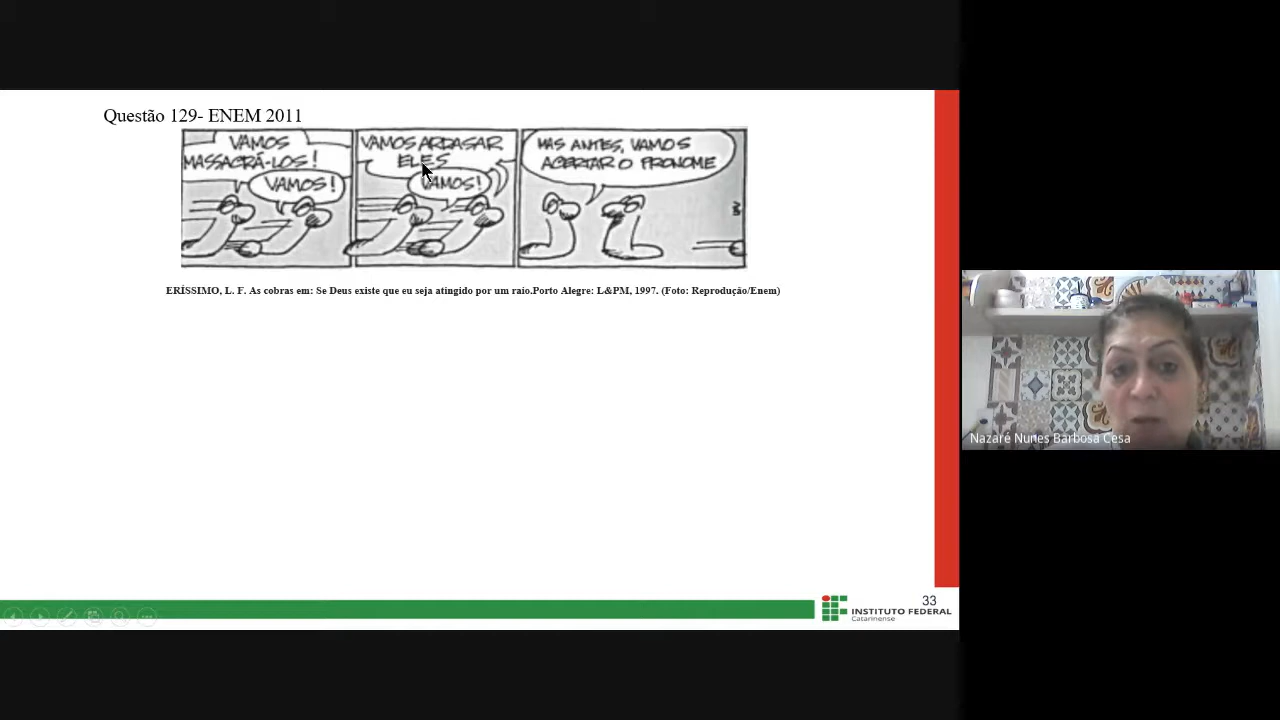 Questão 129- ENEM 2011
VAMOS
MASSACRÁ-LOS!
VAMOS!
VAMOS ARRASAR
ELES
VAMOS!
MAS ANTES, VAMOS
ACERTAR O PRONOME
ERÍSSIMO, L. F. As cobras em: Se Deus existe que eu seja atingido por um raio.Porto Alegre: L&PM, 1997. (Foto: Reprodução/Enem)
Nazaré Nunes Barbosa Cesa
33
INSTITUTO FEDERAL
Catarinense